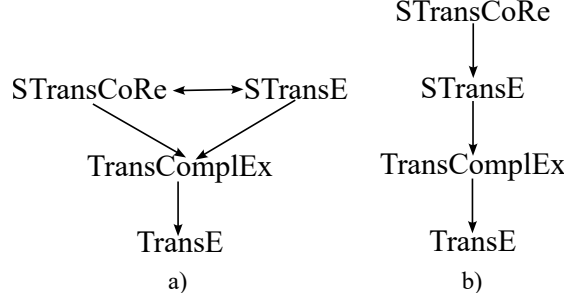 STransCoRe
STransCoRe STransE
STransE
TransComplEx
TransComplEx
TransE
TransE
a)
b)